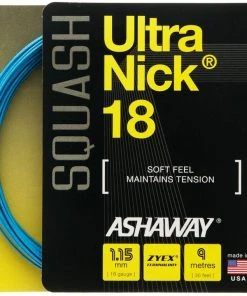 SQUASH
Ultra
Nick®
18
SOFT FEEL
MAINTAINS TENSION
ASHAWAY®
1.15
mm
(18 gauge)
ZYEX
TECHNOLOGY
9
metres
(30 feet)
made in
USA